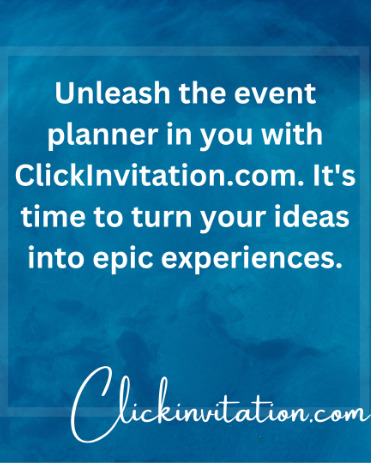 Unleash the event
planner in you with
ClickInvitation.com. It's
time to turn your ideas
into epic experiences.
Clickinvitation.com